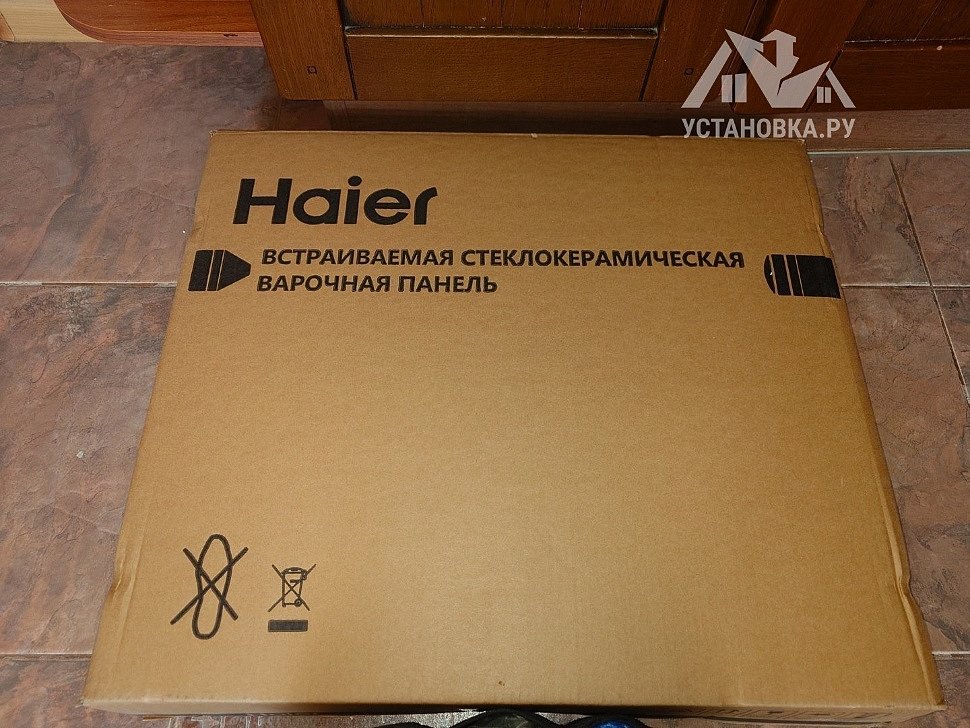 УСТАНОВКА.РУ
Haier
ВСТРАИВАЕМАЯ СТЕКЛОКЕРАМИЧЕСКАЯ
ВАРОЧНАЯ ПАНЕЛЬ